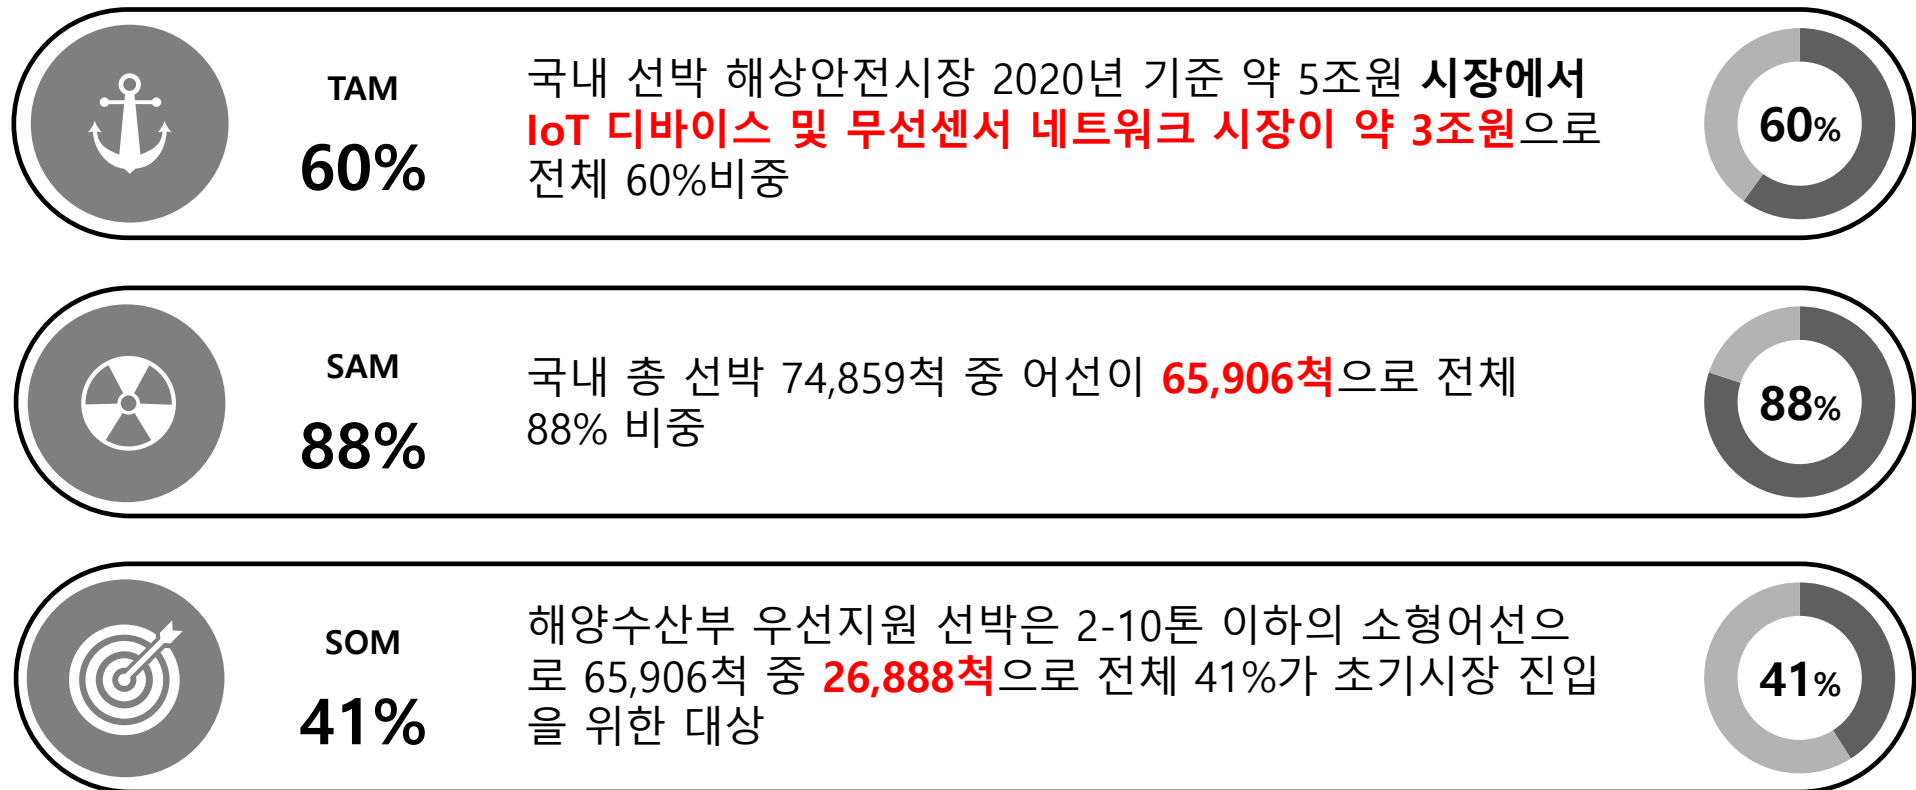 TAM
60%
국내 선박 해상안전시장 2020년 기준 약 5조원 시장에서
IoT 디바이스 및 무선센서 네트워크 시장이 약 3조원으로
전체 60%비중
60%
SAM
88%
국내 총 선박 74,859척 중 어선이 65,906척으로 전체
88% 비중
88%
SOM
41%
해양수산부 우선지원 선박은 2-10톤 이하의 소형어선으
로 65,906척 중 26,888척으로 전체 41%가 초기시장 진입
을 위한 대상
41%